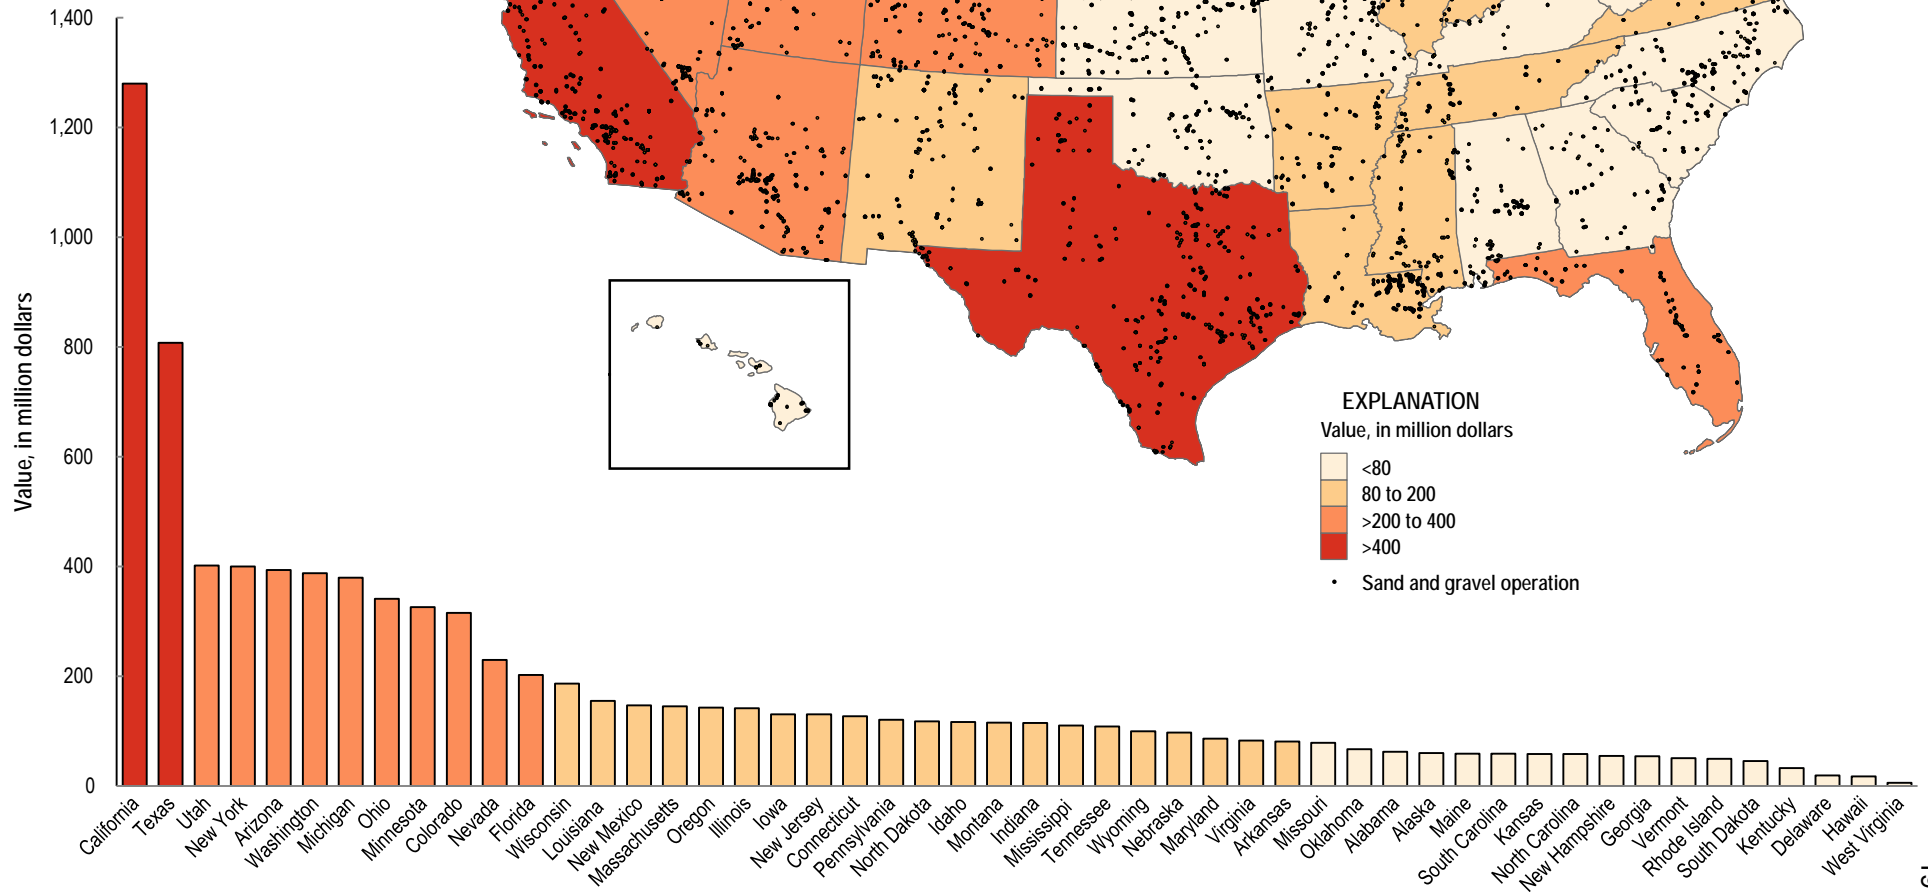 1,400
1,200
1,000
800
600
400
200
0
Value, in million dollars
EXPLANATION
Value, in million dollars
<80
80 to 200
>200 to 400
>400
Sand and gravel operation
California
Texas
Utah
New York
Arizona
Washington
Michigan
Ohio
Minnesota
Colorado
Nevada
Florida
Wisconsin
Louisiana
New Mexico
Massachusetts
Oregon
Illinois
Iowa
New Jersey
Connecticut
Pennsylvania
North Dakota
Idaho
Montana
Indiana
Mississippi
Tennessee
Wyoming
Nebraska
Maryland
Virginia
Arkansas
Missouri
Oklahoma
Alabama
Alaska
Maine
South Carolina
Kansas
North Carolina
New Hampshire
Georgia
Vermont
Rhode Island
South Dakota
Kentucky
Delaware
Hawaii
West Virginia